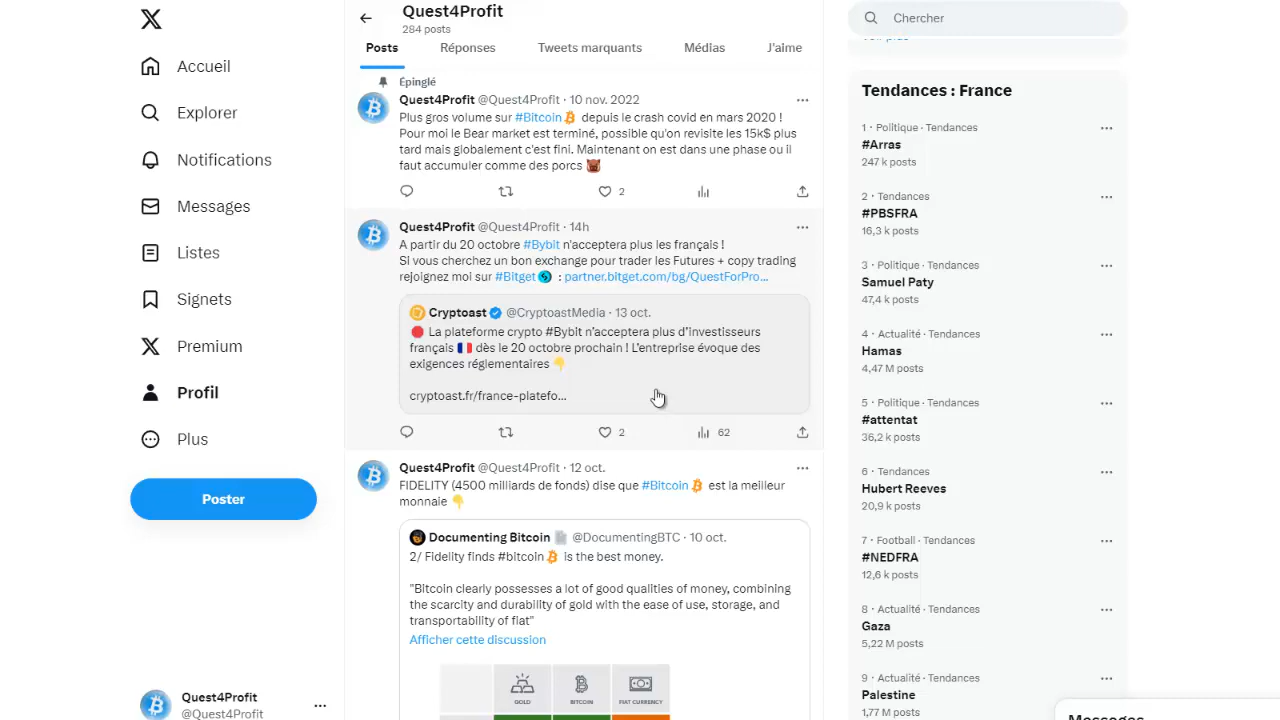 Accueil
Explorer
Notifications
Messages
Listes
Signets
Premium
Profil
Plus
Poster
Quest4Profit
@Quest4Profit
Quest4Profit
284 posts
Posts Réponses Tweets marquants Médias J'aime
Épinglé
Quest4Profit @Quest4Profit · 10 nov. 2022
Plus gros volume sur #Bitcoin depuis le crash covid en mars 2020 !
Pour moi le Bear market est terminé, possible qu'on revisite les 15k$ plus
tard mais globalement c'est fini. Maintenant on est dans une phase ou il
faut accumuler comme des porcs 🐷
2
Quest4Profit @Quest4Profit · 14h
A partir du 20 octobre #Bybit n'acceptera plus les français !
Si vous cherchez un bon exchange pour trader les Futures + copy trading
rejoignez moi sur #Bitget : partner.bitget.com/bg/QuestForPro...
Cryptoast @CryptoastMedia · 13 oct.
🛑 La plateforme crypto #Bybit n’acceptera plus d’investisseurs
français 🇫🇷 dès le 20 octobre prochain ! L’entreprise évoque des
exigences réglementaires 👇
cryptoast.fr/france-platefo...
2 62
Quest4Profit @Quest4Profit · 12 oct.
FIDELITY (4500 milliards de fonds) dise que #Bitcoin est la meilleur
monnaie 👇
Documenting Bitcoin 📄 @DocumentingBTC · 10 oct.
2/ Fidelity finds #bitcoin is the best money.
"Bitcoin clearly possesses a lot of good qualities of money, combining
the scarcity and durability of gold with the ease of use, storage, and
transportability of fiat"
Afficher cette discussion
GOLD BITCOIN FIAT CURRENCY
Chercher
Tendances : France
1 · Politique · Tendances
#Arras
247 k posts
2 · Tendances
#PBSFRA
16,3 k posts
3 · Politique · Tendances
Samuel Paty
47,4 k posts
4 · Actualité · Tendances
Hamas
4,47 M posts
5 · Politique · Tendances
#attentat
36,2 k posts
6 · Tendances
Hubert Reeves
20,9 k posts
7 · Football · Tendances
#NEDFRA
12,6 k posts
8 · Actualité · Tendances
Gaza
5,22 M posts
9 · Actualité · Tendances
Palestine
1,77 M posts
Messages